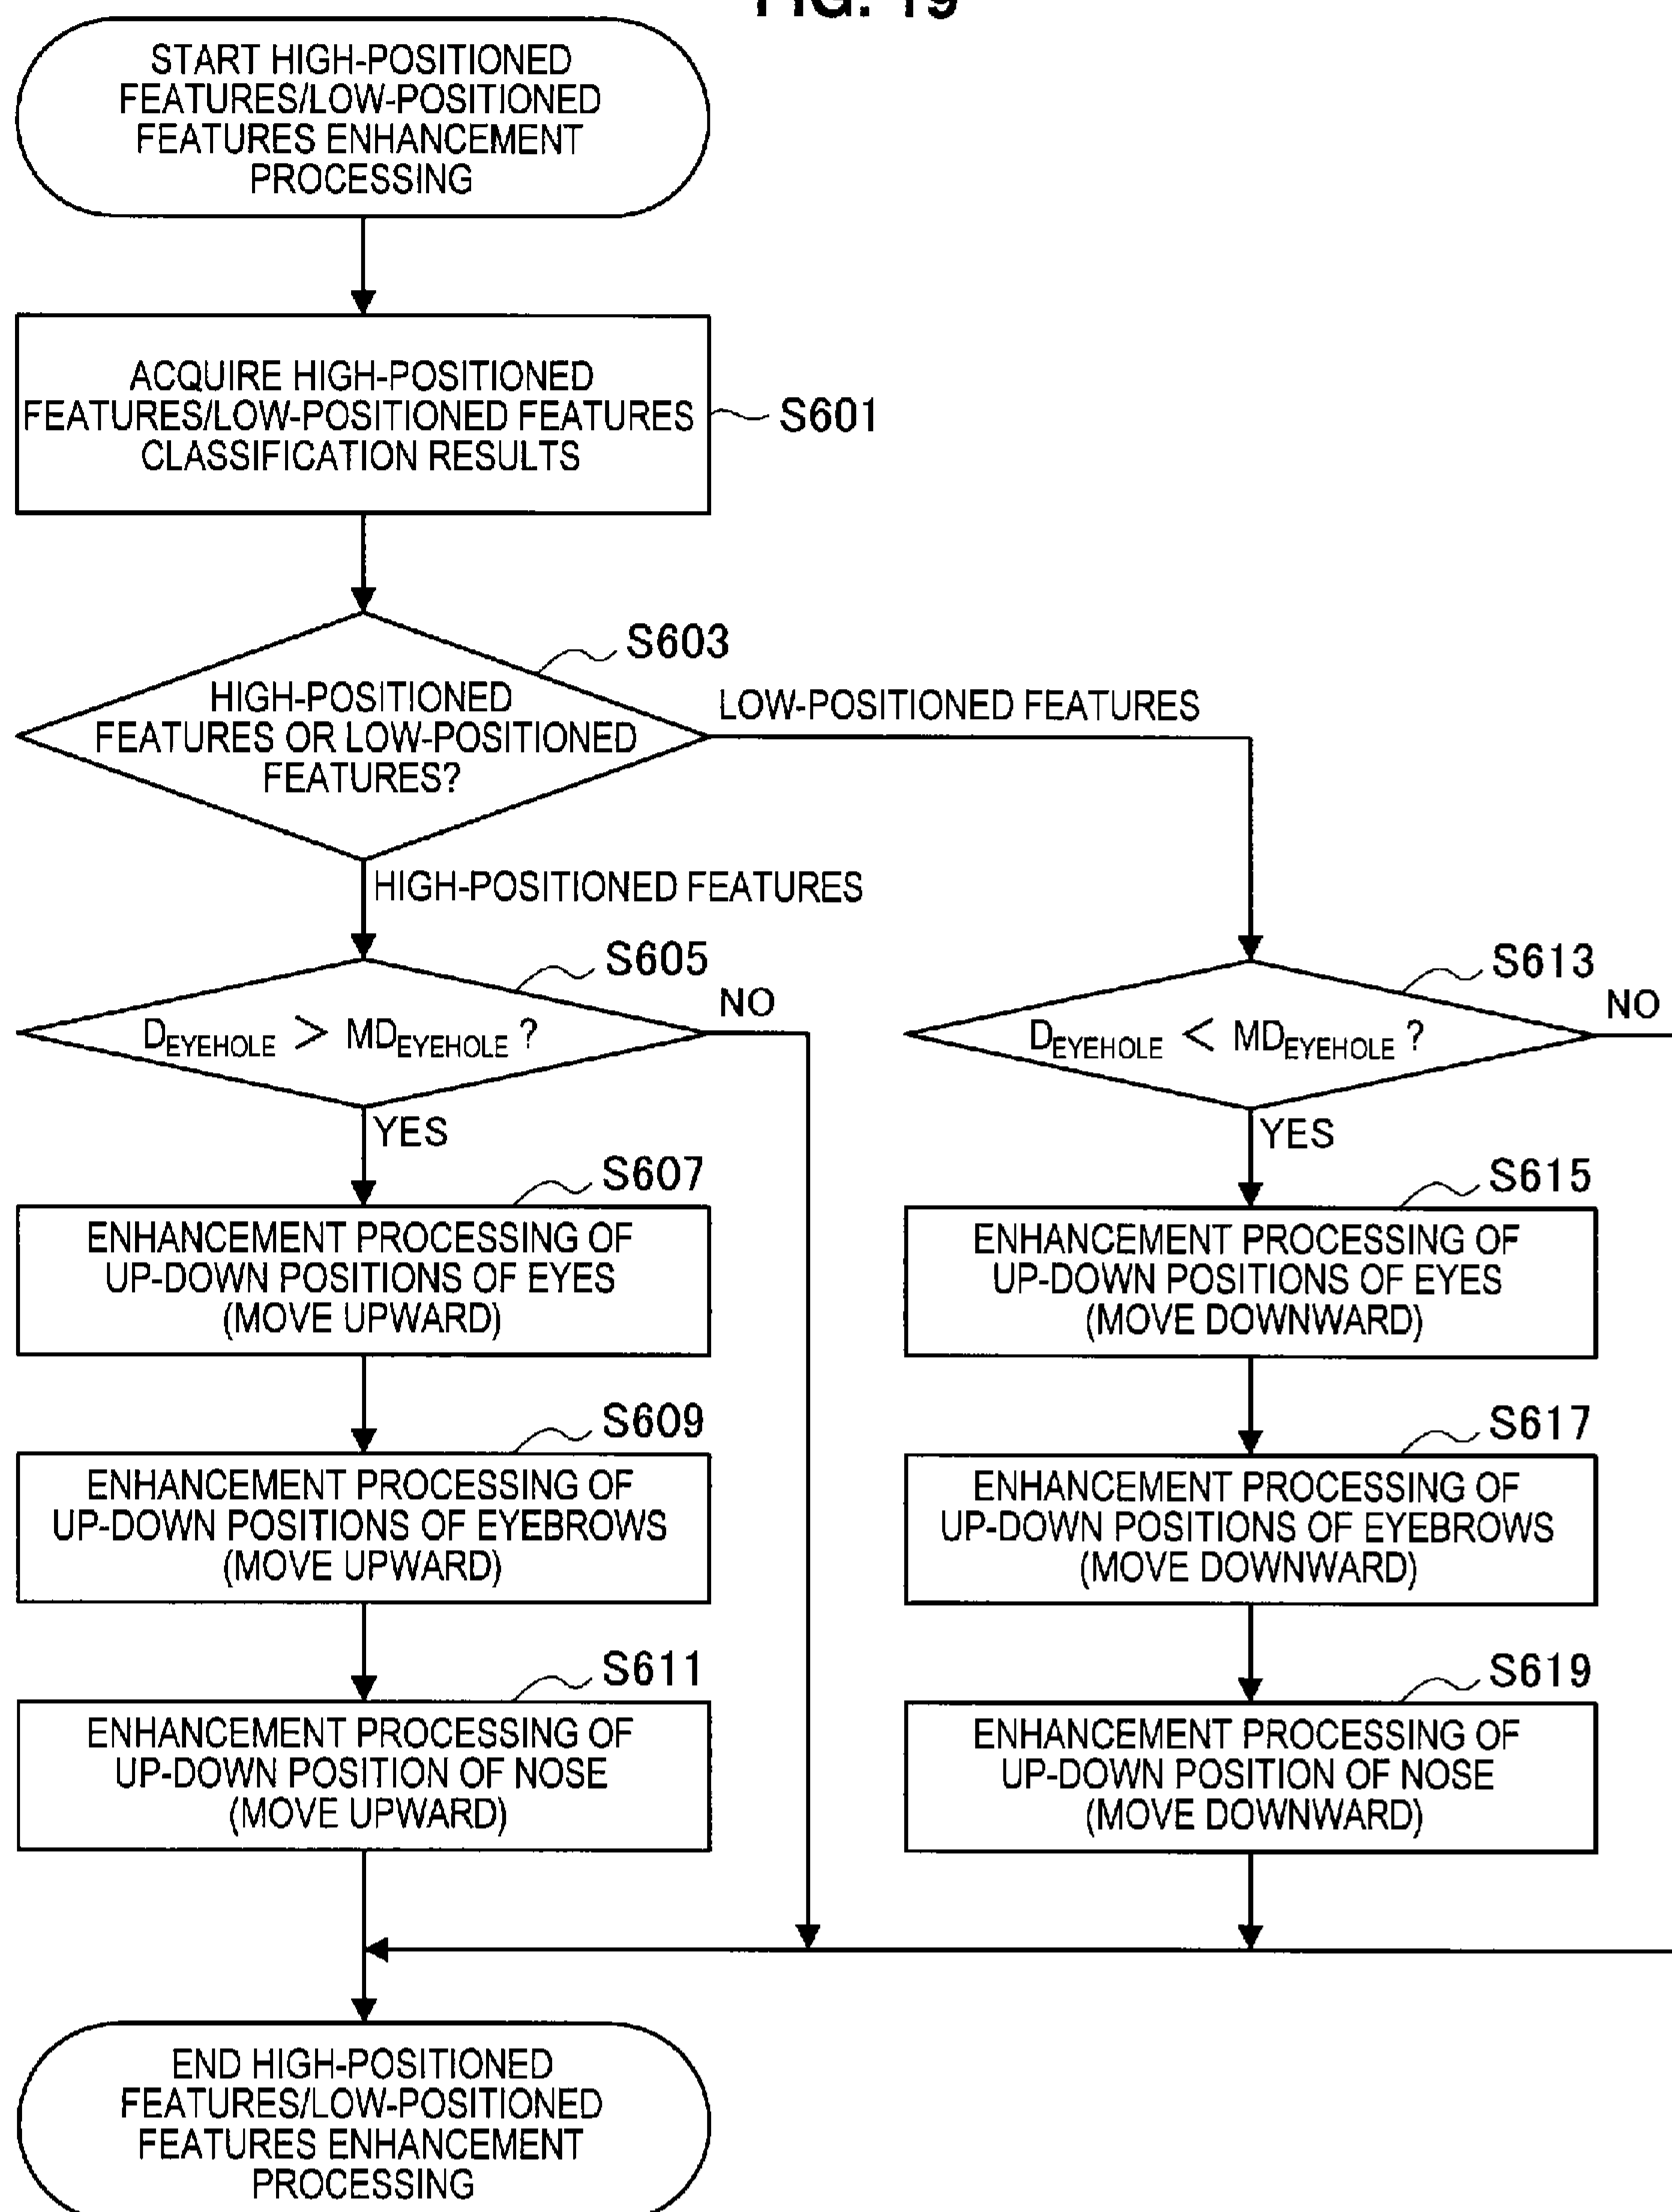 FIG. 19
START HIGH-POSITIONED
FEATURES/LOW-POSITIONED
FEATURES ENHANCEMENT
PROCESSING
ACQUIRE HIGH-POSITIONED
FEATURES/LOW-POSITIONED FEATURES
CLASSIFICATION RESULTS
S601
S603
HIGH-POSITIONED
FEATURES OR LOW-POSITIONED
FEATURES?
LOW-POSITIONED FEATURES
HIGH-POSITIONED FEATURES
S605
DEYEHOLE > MDEYEHOLE ?
NO
YES
S607
ENHANCEMENT PROCESSING OF
UP-DOWN POSITIONS OF EYES
(MOVE UPWARD)
S609
ENHANCEMENT PROCESSING OF
UP-DOWN POSITIONS OF EYEBROWS
(MOVE UPWARD)
S611
ENHANCEMENT PROCESSING OF
UP-DOWN POSITION OF NOSE
(MOVE UPWARD)
S613
DEYEHOLE < MDEYEHOLE ?
NO
YES
S615
ENHANCEMENT PROCESSING OF
UP-DOWN POSITIONS OF EYES
(MOVE DOWNWARD)
S617
ENHANCEMENT PROCESSING OF
UP-DOWN POSITIONS OF EYEBROWS
(MOVE DOWNWARD)
S619
ENHANCEMENT PROCESSING OF
UP-DOWN POSITION OF NOSE
(MOVE DOWNWARD)
END HIGH-POSITIONED
FEATURES/LOW-POSITIONED
FEATURES ENHANCEMENT
PROCESSING